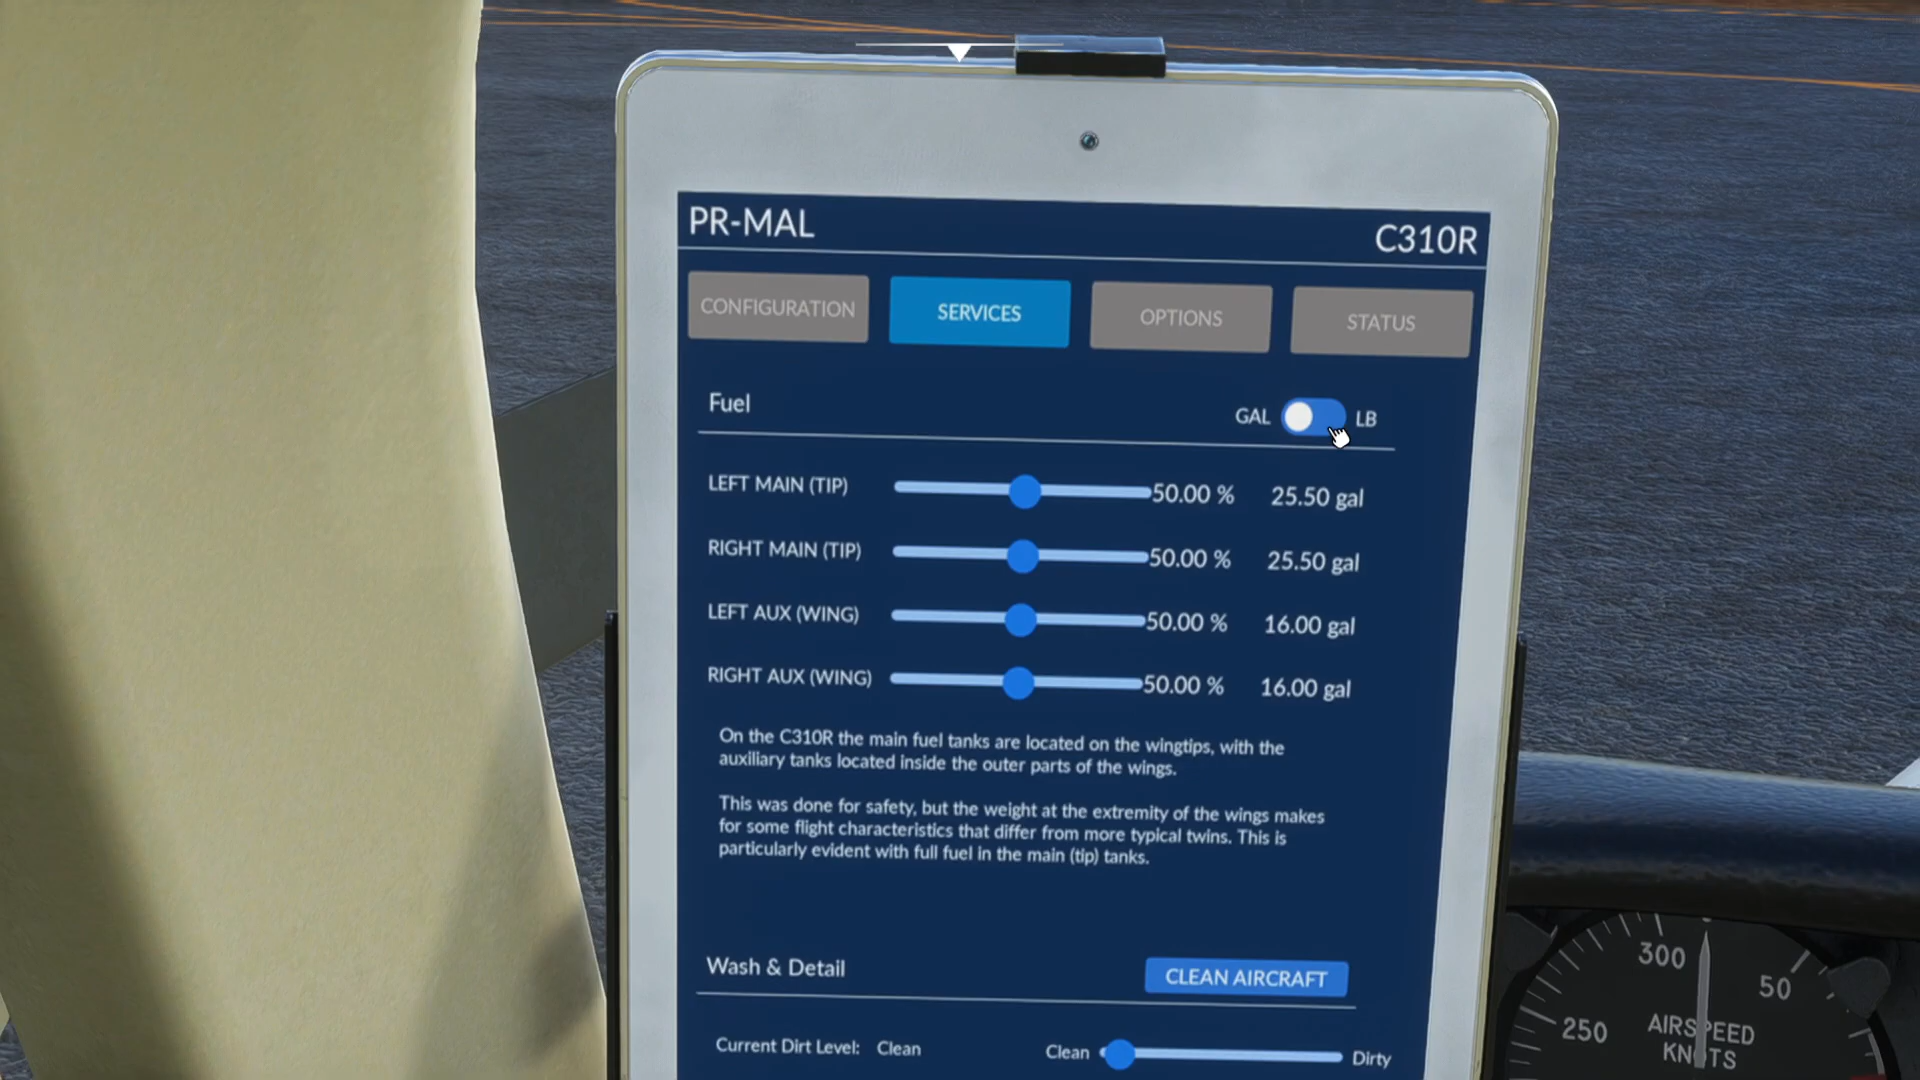 PR-MAL
C310R
CONFIGURATION
SERVICES
OPTIONS
STATUS
Fuel
GAL
LB
LEFT MAIN (TIP) 50.00 % 25.50 gal
RIGHT MAIN (TIP) 50.00 % 25.50 gal
LEFT AUX (WING) 50.00 % 16.00 gal
RIGHT AUX (WING) 50.00 % 16.00 gal
On the C310R the main fuel tanks are located on the wingtips, with the
auxiliary tanks located inside the outer parts of the wings.
This was done for safety, but the weight at the extremity of the wings makes
for some flight characteristics that differ from more typical twins. This is
particularly evident with full fuel in the main (tip) tanks.
Wash & Detail
CLEAN AIRCRAFT
Current Dirt Level: Clean
Clean
Dirty
300
50
250
AIRSPEED
KNOTS